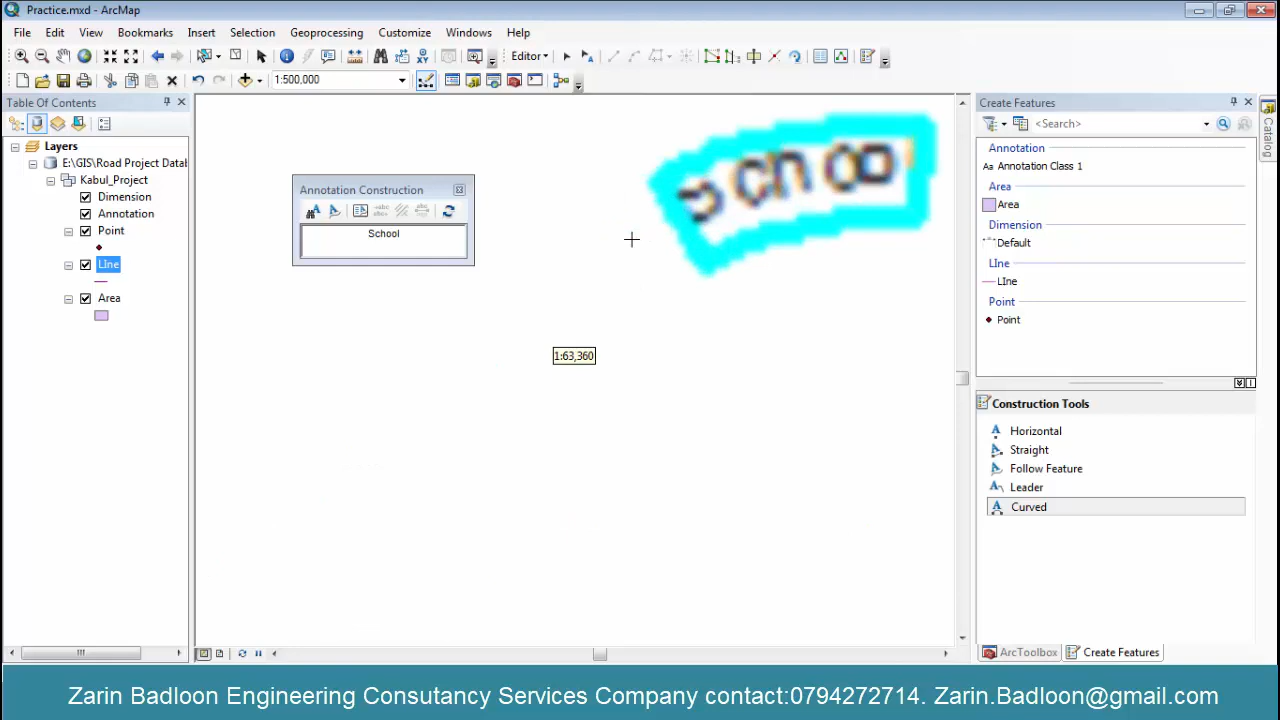 Practice.mxd - ArcMap
File Edit View Bookmarks Insert Selection Geoprocessing Customize Windows Help
Editor
1:500,000
Table Of Contents
Layers
E:\GIS\Road Project Datab
Kabul_Project
Dimension
Annotation
Point
LIne
Area
Annotation Construction
School
1:63,360
Create Features
<Search>
Annotation
Annotation Class 1
Area
Area
Dimension
Default
LIne
LIne
Point
Point
Construction Tools
Horizontal
Straight
Follow Feature
Leader
Curved
ArcToolbox Create Features
Catalog
Zarin Badloon Engineering Consutancy Services Company contact:0794272714. Zarin.Badloon@gmail.com